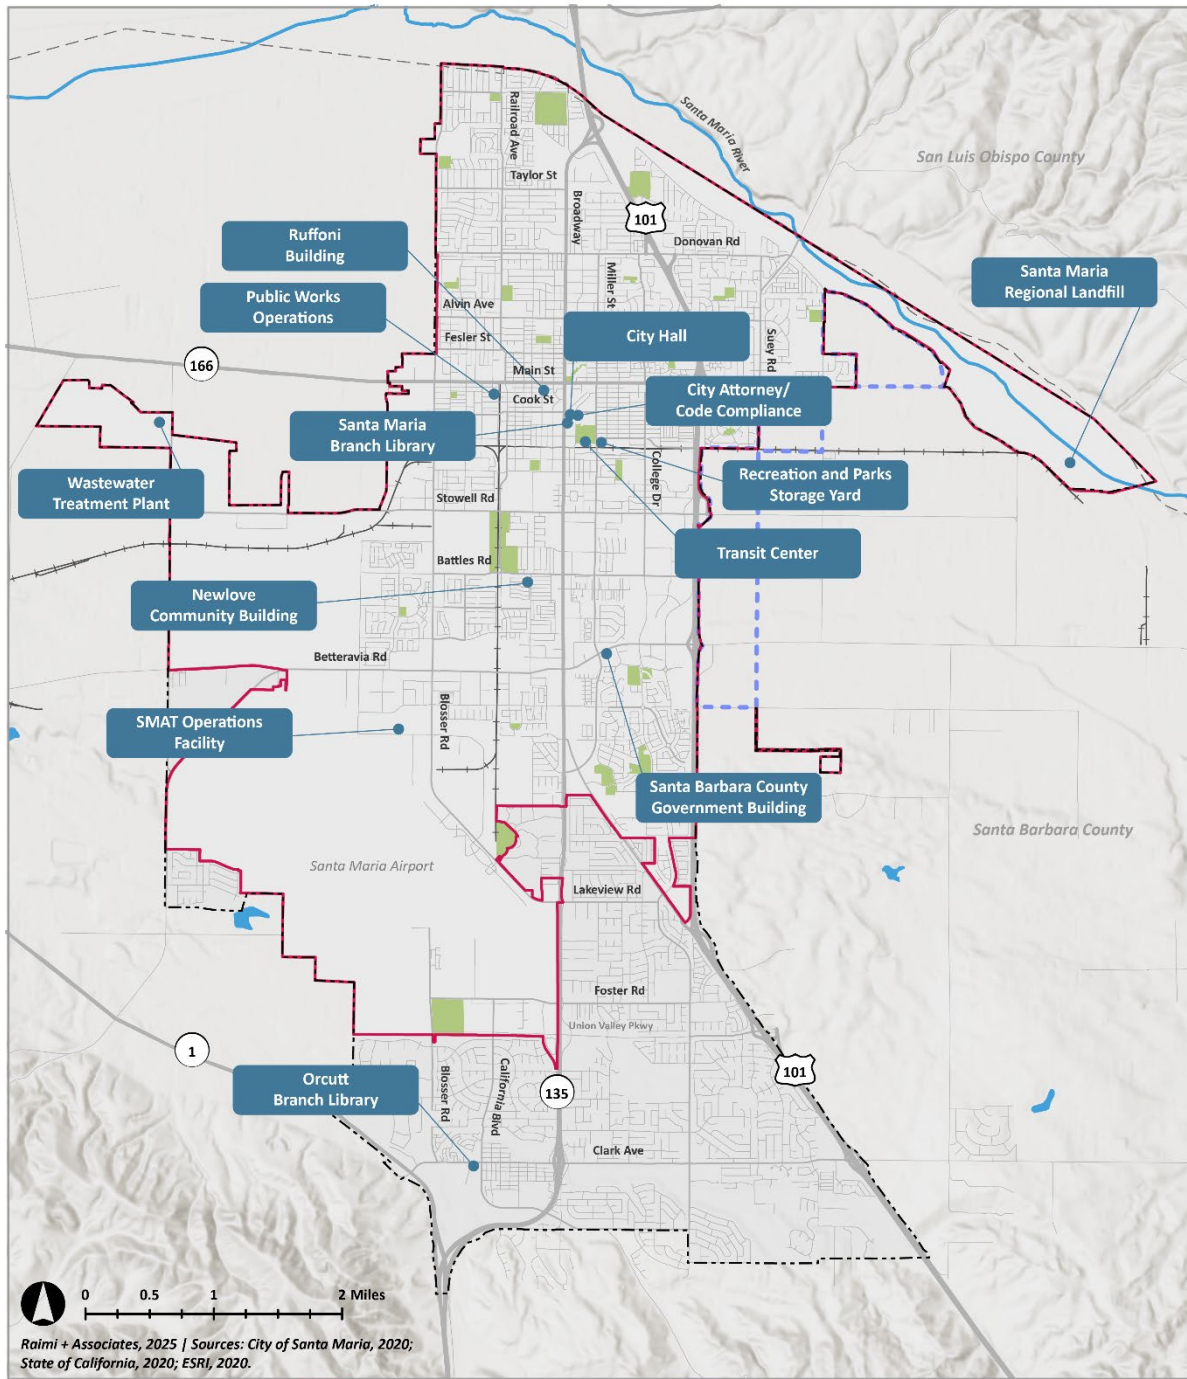 Santa Maria River
San Luis Obispo County
Railroad Ave
Taylor St
Broadway
101
Donovan Rd
Ruffoni
Building
Public Works
Operations
Alvin Ave
Miller St
Santa Maria
Regional Landfill
Fesler St
City Hall
Suey Rd
166
Main St
Cook St
City Attorney/
Code Compliance
Santa Maria
Branch Library
Wastewater
Treatment Plant
College Dr
Recreation and Parks
Storage Yard
Stowell Rd
Transit Center
Battles Rd
Newlove
Community Building
Betteravia Rd
Blosser Rd
SMAT Operations
Facility
Santa Barbara County
Government Building
Santa Barbara County
Santa Maria Airport
Lakeview Rd
Foster Rd
Union Valley Pkwy
1
Orcutt
Branch Library
Blosser Rd
California Blvd
135
101
Clark Ave
0 0.5 1 2 Miles
Raimi + Associates, 2025 | Sources: City of Santa Maria, 2020;
State of California, 2020; ESRI, 2020.